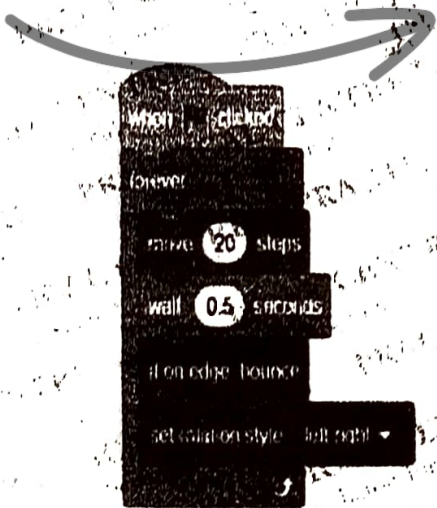 when clicked
forever
move 20 steps
wait 0.5 seconds
if on edge, bounce
set rotation style left-right